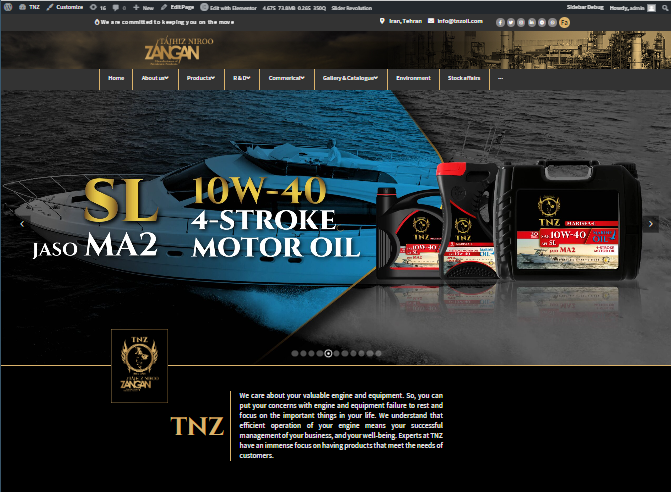 TNZ Customize 16 0 New Edit Page Edit with Elementor 4.67S 73.8MB 0.26S 350Q Slider Revolution Sidebar Debug Howdy, admin
We are committed to keeping you on the move Iran, Tehran info@tnzoil.com Fa
TAJHIZ NIROO
ZANGAN
Home About us Products R & D Commerical Gallery & Catalogue Environment Stock affairs ...
SL 10W-40
4-STROKE
JASO MA2 MOTOR OIL
TNZ
MARISEAS
10W-40
SL
MA2
4-STROKE
MOTOR OIL
TNZ
TAJHIZ NIROO
ZANGAN
TNZ
We care about your valuable engine and equipment. So, you can
put your concerns with engine and equipment failure to rest and
focus on the important things in your life. We understand that
efficient operation of your engine means your successful
management of your business, and your well-being. Experts at TNZ
have an immense focus on having products that meet the needs of
customers.